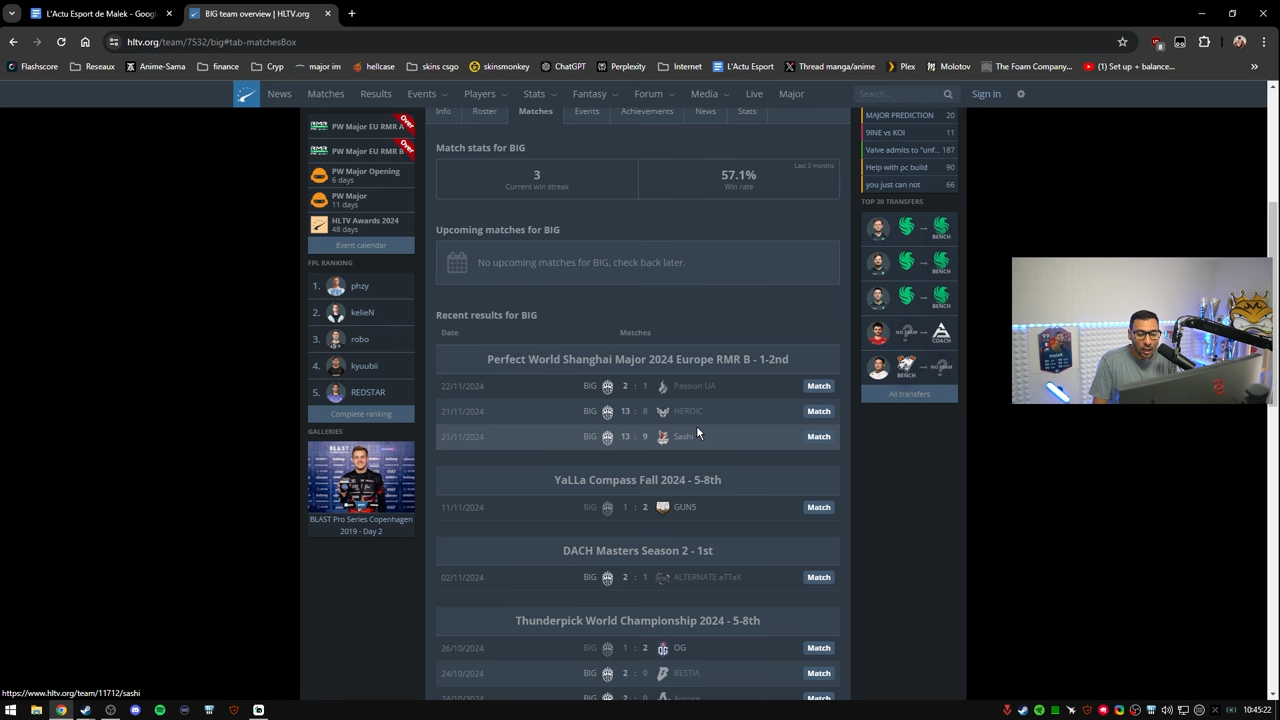 L'Actu Esport de Malek - Goog
BIG team overview | HLTV.org
hltv.org/team/7532/big#tab-matchesBox
Flashscore Reseaux Anime-Sama finance Cryp major im hellcase skins csgo skinsmonkey ChatGPT Perplexity Internet L'Actu Esport Thread manga/anime Plex Molotov The Foam Company... (1) Set up + balance...
News Matches Results Events Players Stats Fantasy Forum Media Live Major Search... Sign in
Info Roster Matches Events Achievements News Stats
PW Major EU RMR A Over
PW Major EU RMR B Over
PW Major Opening
6 days
PW Major
11 days
HLTV Awards 2024
48 days
Event calendar
FPL RANKING
1. phzy
2. kelieN
3. robo
4. kyuubii
5. REDSTAR
Complete ranking
GALLERIES
BLAST Pro Series Copenhagen
2019 - Day 2
Match stats for BIG
Last 3 months
3 57.1%
Current win streak Win rate
Upcoming matches for BIG
No upcoming matches for BIG, check back later.
Recent results for BIG
Date Matches
Perfect World Shanghai Major 2024 Europe RMR B - 1-2nd
22/11/2024 BIG 2 : 1 Passion UA Match
21/11/2024 BIG 13 : 8 HEROIC Match
21/11/2024 BIG 13 : 9 Sashi Match
YaLLa Compass Fall 2024 - 5-8th
11/11/2024 BIG 1 : 2 GUN5 Match
DACH Masters Season 2 - 1st
02/11/2024 BIG 2 : 1 ALTERNATE aTTaX Match
Thunderpick World Championship 2024 - 5-8th
26/10/2024 BIG 1 : 2 OG Match
24/10/2024 BIG 2 : 0 BESTIA Match
24/10/2024 BIG 2 : 0 Aurora Match
MAJOR PREDICTION 20
9INE vs KOI 11
Valve admits to "unf... 187
Help with pc build 90
you just can not 66
TOP 30 TRANSFERS
BENCH
BENCH
BENCH
NO TEAM COACH
BENCH NO TEAM
All transfers
https://www.hltv.org/team/11712/sashi
10:45:22